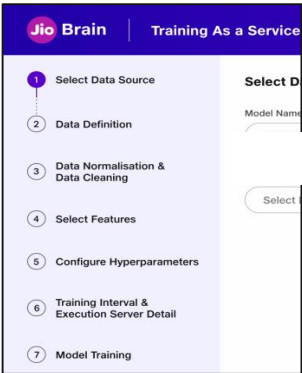 Jio Brain Training As a Service
1 Select Data Source
Select D
Model Name
2 Data Definition
3 Data Normalisation &
Data Cleaning
Select
4 Select Features
5 Configure Hyperparameters
6 Training Interval &
Execution Server Detail
7 Model Training